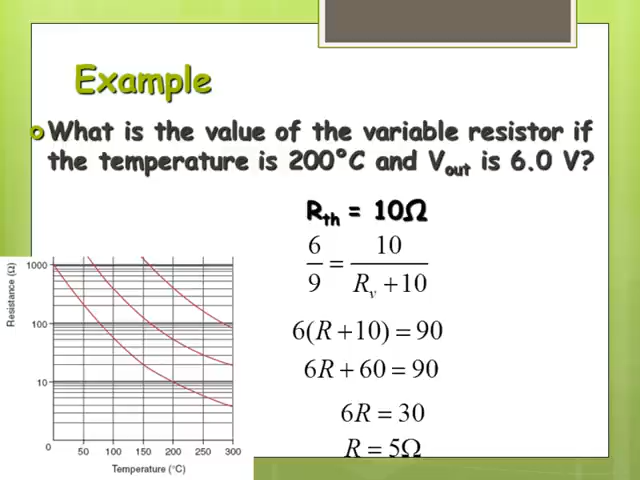 Example
What is the value of the variable resistor if
the temperature is 200°C and Vout is 6.0 V?
Rth = 10Ω
6/9 = 10/(Rv + 10)
6(R + 10) = 90
6R + 60 = 90
6R = 30
R = 5Ω
Resistance (Ω)
1000
100
10
0 50 100 150 200 250 300
Temperature (°C)